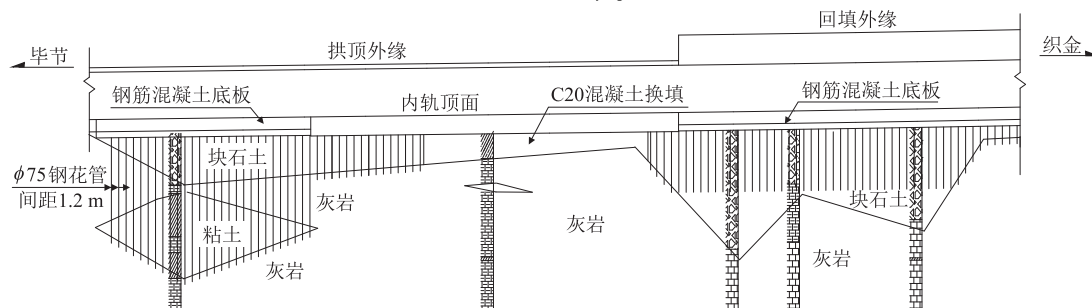 回填外缘
毕节
拱顶外缘
织金
钢筋混凝土底板
内轨顶面
C20混凝土换填
钢筋混凝土底板
块石土
ϕ75钢花管
间距1.2 m
灰岩
块石土
粘土
灰岩
灰岩
灰岩